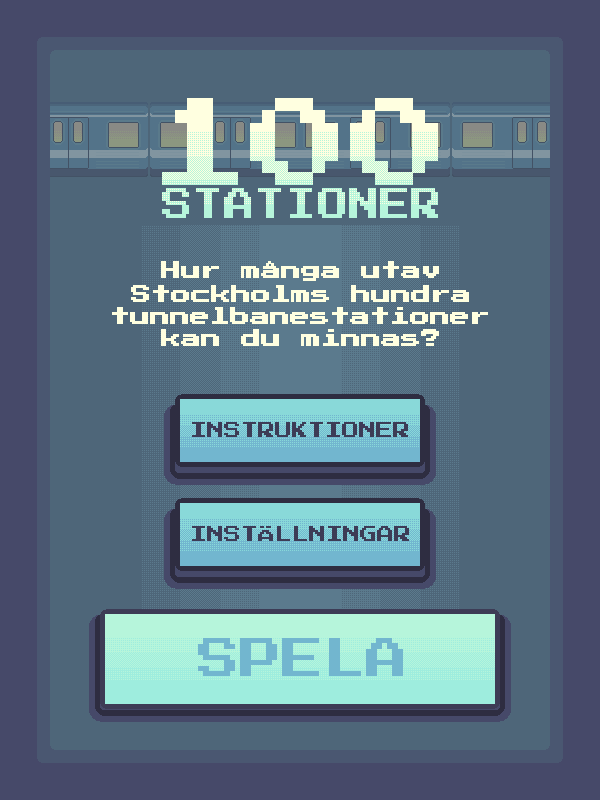 100
STATIONER
Hur många utav
Stockholms hundra
tunnelbanestationer
kan du minnas?
INSTRUKTIONER
INSTÄLLNINGAR
SPELA